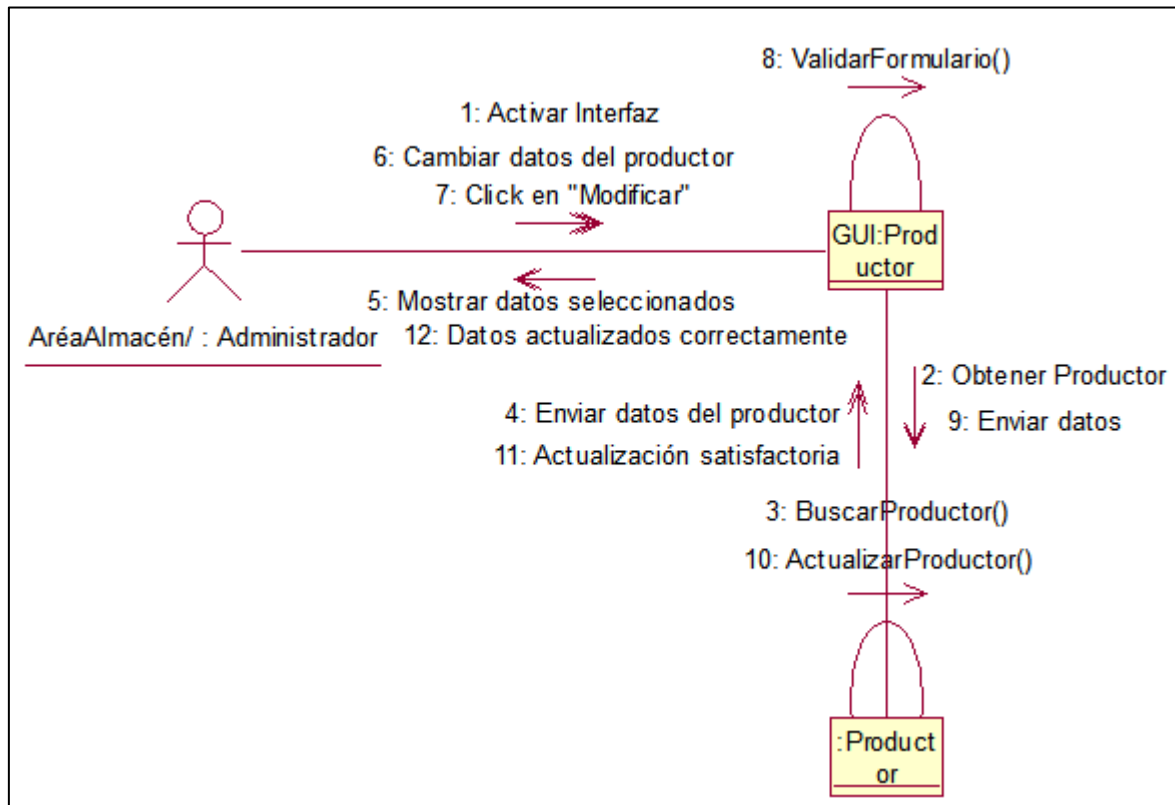 8: ValidarFormulario()
1: Activar Interfaz
6: Cambiar datos del productor
7: Click en "Modificar"
GUI:Prod
uctor
5: Mostrar datos seleccionados
12: Datos actualizados correctamente
AréaAlmacén/ : Administrador
2: Obtener Productor
9: Enviar datos
4: Enviar datos del productor
11: Actualización satisfactoria
3: BuscarProductor()
10: ActualizarProductor()
:Product
or